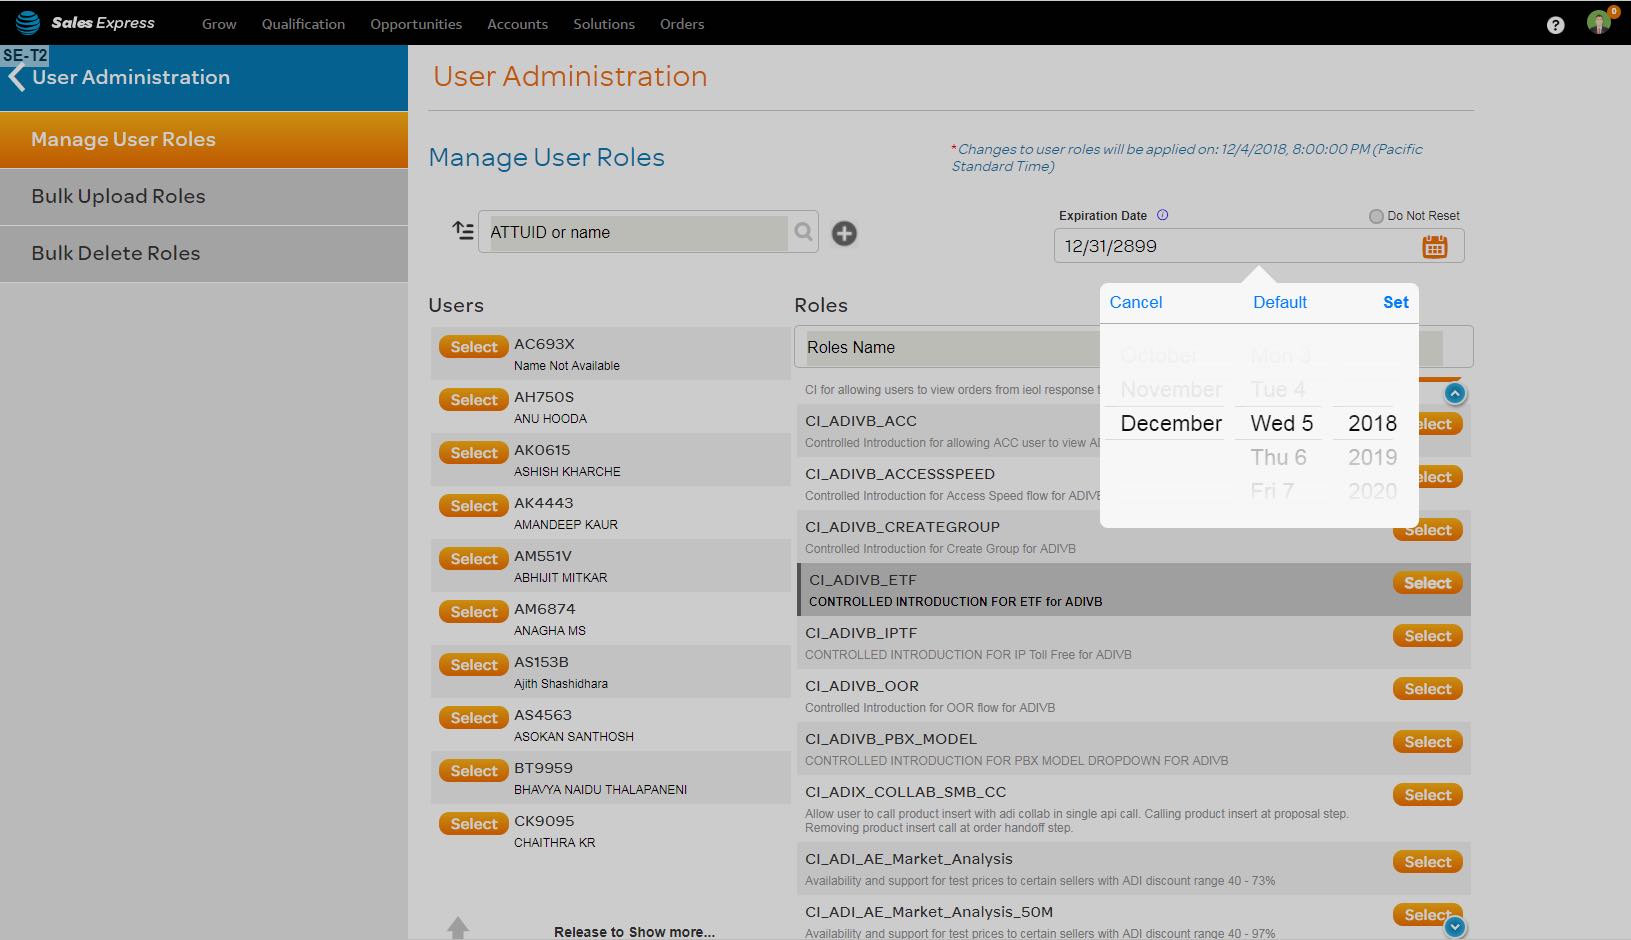 Sales Express
Grow
Qualification
Opportunities
Accounts
Solutions
Orders
?
0
SE-T2
User Administration
Manage User Roles
Bulk Upload Roles
Bulk Delete Roles
User Administration
Manage User Roles
*Changes to user roles will be applied on: 12/4/2018, 8:00:00 PM (Pacific
Standard Time)
ATTUID or name
Expiration Date
Do Not Reset
12/31/2899
Cancel
Default
Set
October Mon 3
November Tue 4
December Wed 5 2018
Thu 6 2019
Fri 7 2020
Users
Select AC693X
Name Not Available
Select AH750S
ANU HOODA
Select AK0615
ASHISH KHARCHE
Select AK4443
AMANDEEP KAUR
Select AM551V
ABHIJIT MITKAR
Select AM6874
ANAGHA MS
Select AS153B
Ajith Shashidhara
Select AS4563
ASOKAN SANTHOSH
Select BT9959
BHAVYA NAIDU THALAPANENI
Select CK9095
CHAITHRA KR
Release to Show more...
Roles
Roles Name
CI for allowing users to view orders from ieol response
CI_ADIVB_ACC
lect
Controlled Introduction for allowing ACC user to view
CI_ADIVB_ACCESSSPEED
lect
Controlled Introduction for Access Speed flow for ADIVB
CI_ADIVB_CREATEGROUP
Select
Controlled Introduction for Create Group for ADIVB
CI_ADIVB_ETF
Select
CONTROLLED INTRODUCTION FOR ETF for ADIVB
CI_ADIVB_IPTF
Select
CONTROLLED INTRODUCTION FOR IP Toll Free for ADIVB
CI_ADIVB_OOR
Select
Controlled Introduction for OOR flow for ADIVB
CI_ADIVB_PBX_MODEL
Select
CONTROLLED INTRODUCTION FOR PBX MODEL DROPDOWN FOR ADIVB
CI_ADIX_COLLAB_SMB_CC
Select
Allow user to call product insert with adi collab in single api call. Calling product insert at proposal step.
Removing product insert call at order handoff step.
CI_ADI_AE_Market_Analysis
Select
Availability and support for test prices to certain sellers with ADI discount range 40 - 73%
CI_ADI_AE_Market_Analysis_50M
Select
Availability and support for test prices to certain sellers with ADI discount range 40 - 97%